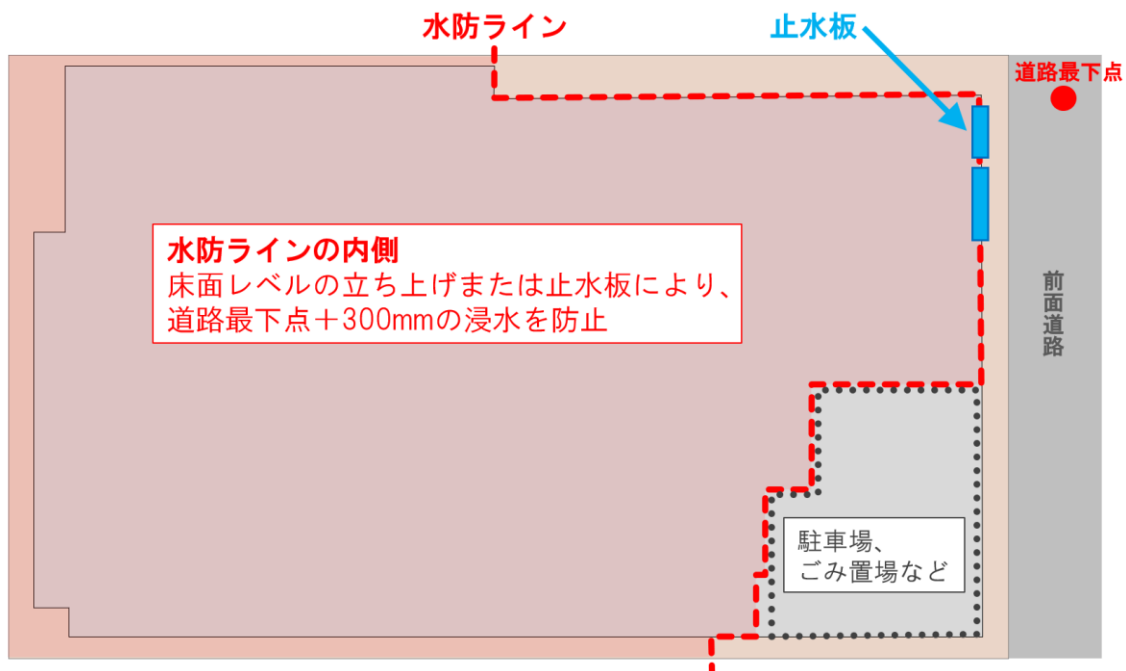 水防ライン
止水板
道路最下点
水防ラインの内側
床面レベルの立ち上げまたは止水板により、
道路最下点＋300mmの浸水を防止
前面道路
駐車場、
ごみ置場など